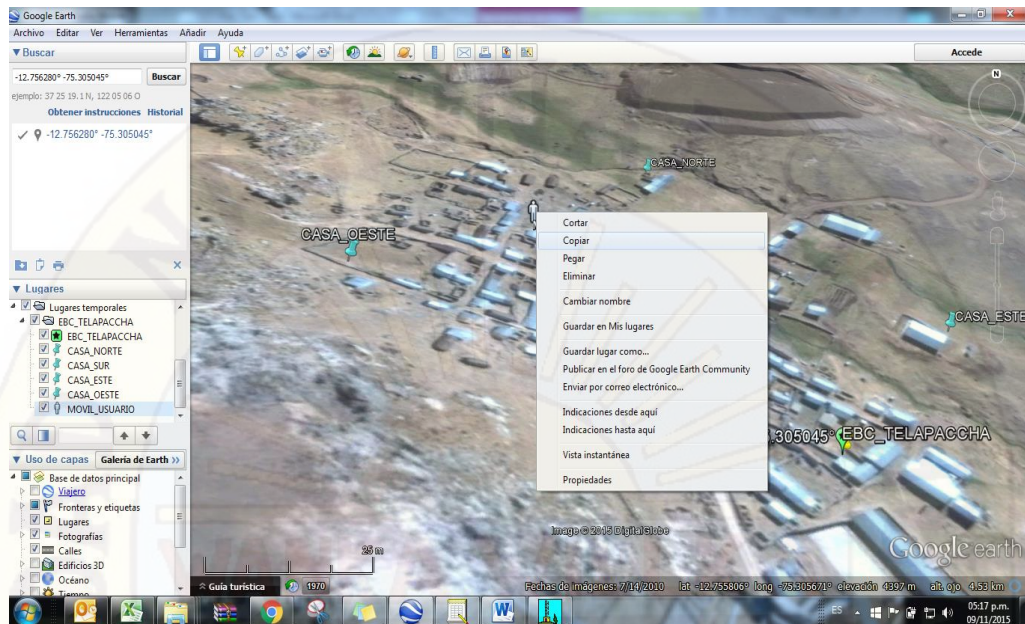 Google Earth
Archivo Editar Ver Herramientas Añadir Ayuda
Buscar
Accede
-12.756280° -75.305045° Buscar
ejemplo: 37 25 19.1 N, 122 05 06 O
Obtener instrucciones Historial
-12.756280° -75.305045°
N
CASA_NORTE
CASA_OESTE
CASA_ESTE
.305045°
EBC_TELAPACCHA
Cortar
Copiar
Pegar
Eliminar
Cambiar nombre
Guardar en Mis lugares
Guardar lugar como...
Publicar en el foro de Google Earth Community
Enviar por correo electrónico...
Indicaciones desde aquí
Indicaciones hasta aquí
Vista instantánea
Propiedades
Lugares
Lugares temporales
EBC_TELAPACCHA
EBC_TELAPACCHA
CASA_NORTE
CASA_SUR
CASA_ESTE
CASA_OESTE
MOVIL_USUARIO
Uso de capas Galería de Earth >>
Base de datos principal
Viajero
Fronteras y etiquetas
Lugares
Fotografías
Calles
Edificios 3D
Océano
Tiempo
Image © 2015 DigitalGlobe
25 m
Google earth
Guía turística 1970
Fechas de imágenes: 7/14/2010 lat -12.755806° long -75.305671° elevación 4397 m alt. ojo 4.53 km
ES
05:17 p.m.
09/11/2015